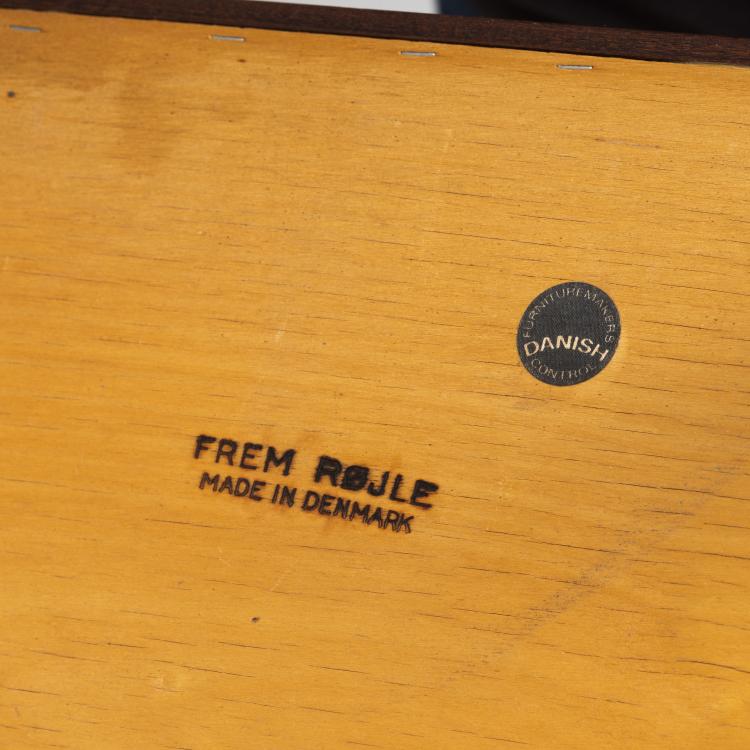 FURNITUREMAKERS
DANISH
CONTROL
FREM RØJLE
MADE IN DENMARK